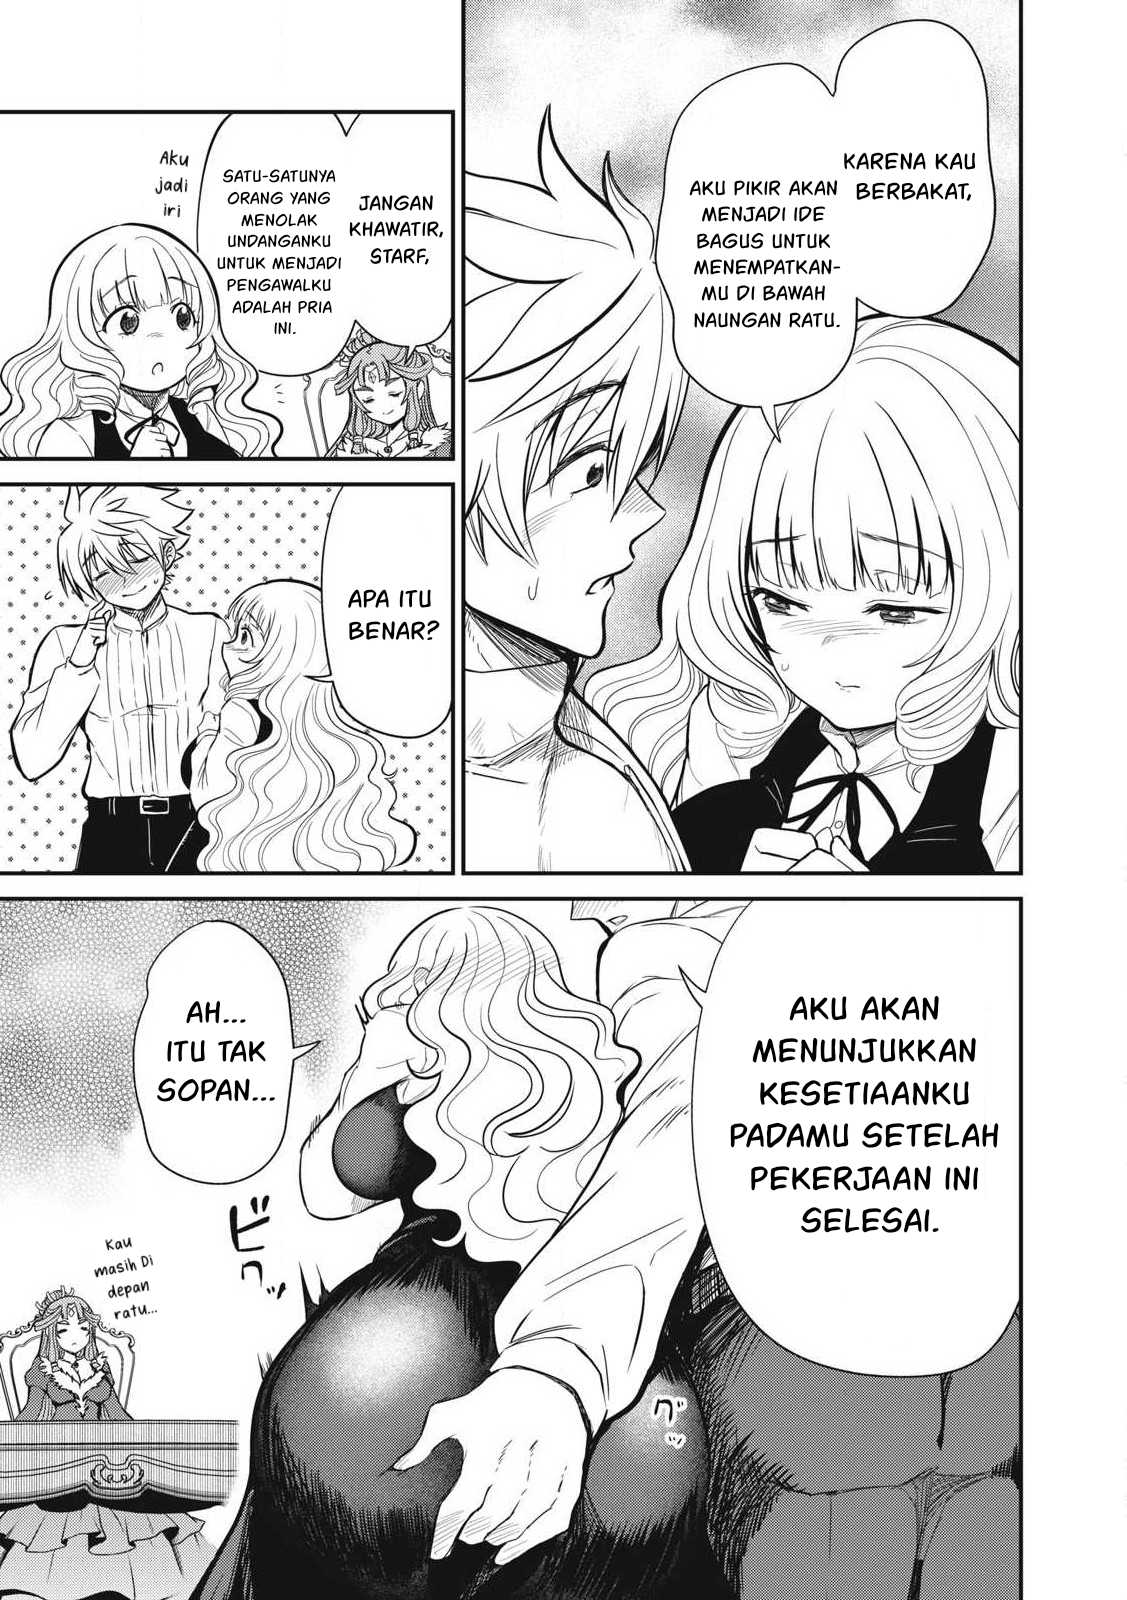 KARENA KAU
BERBAKAT,
AKU PIKIR AKAN
MENJADI IDE
BAGUS UNTUK
MENEMPATKAN-
MU DI BAWAH
NAUNGAN RATU.
JANGAN
KHAWATIR,
STARF,
SATU-SATUNYA
ORANG YANG
MENOLAK
UNDANGANKU
UNTUK MENJADI
PENGAWALKU
ADALAH PRIA
INI.
Aku
jadi
iri
APA ITU
BENAR?
AKU AKAN
MENUNJUKKAN
KESETIAANKU
PADAMU SETELAH
PEKERJAAN INI
SELESAI.
AH...
ITU TAK
SOPAN...
ビクッ
グッ
Kau
masih Di
depan
ratu...